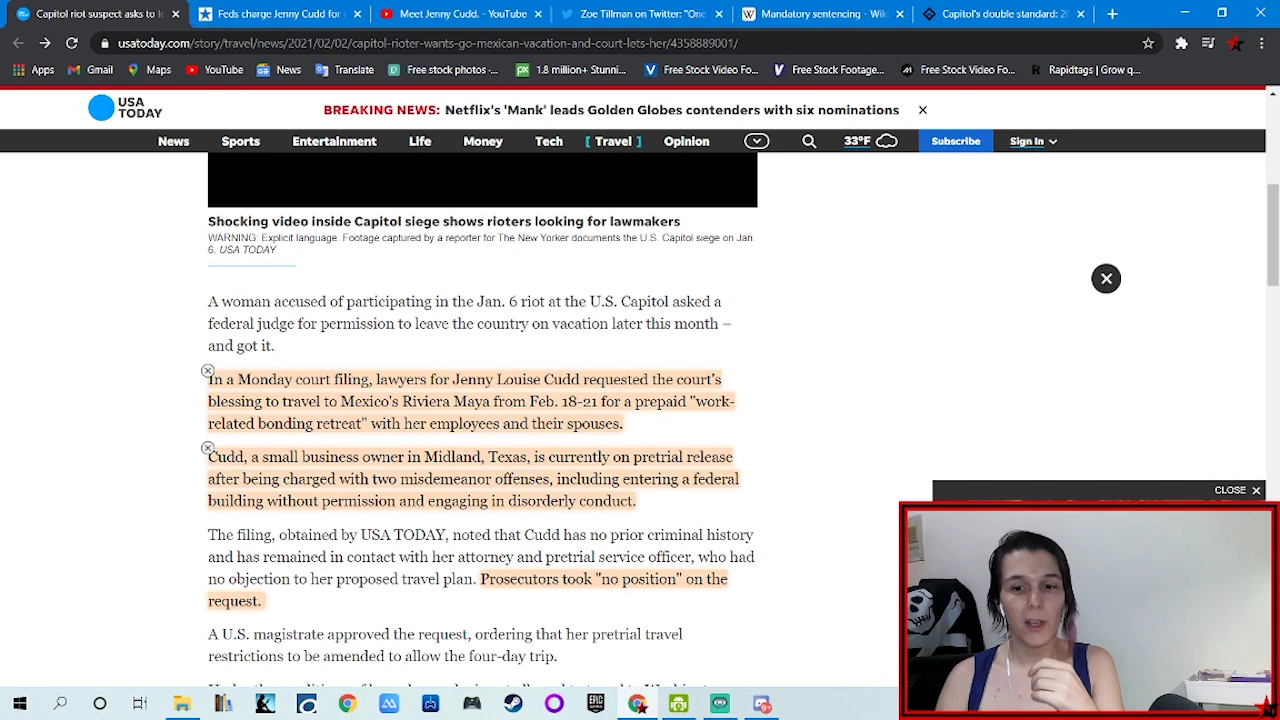 Capitol riot suspect asks to l
Feds charge Jenny Cudd for
Meet Jenny Cudd. - YouTube
Zoe Tillman on Twitter: "One
Mandatory sentencing - Wiki
Capitol's double standard: 20
usatoday.com/story/travel/news/2021/02/02/capitol-rioter-wants-go-mexican-vacation-and-court-lets-her/4358889001/
Apps
Gmail
Maps
YouTube
News
Translate
Free stock photos -...
1.8 million+ Stunni...
Free Stock Video Fo...
Free Stock Footage...
Free Stock Video Fo...
Rapidtags | Grow q...
USA
TODAY
BREAKING NEWS: Netflix's 'Mank' leads Golden Globes contenders with six nominations
News
Sports
Entertainment
Life
Money
Tech
[ Travel ]
Opinion
33°F
Subscribe
Sign In
Shocking video inside Capitol siege shows rioters looking for lawmakers
WARNING: Explicit language. Footage captured by a reporter for The New Yorker documents the U.S. Capitol siege on Jan.
6. USA TODAY
A woman accused of participating in the Jan. 6 riot at the U.S. Capitol asked a
federal judge for permission to leave the country on vacation later this month –
and got it.
In a Monday court filing, lawyers for Jenny Louise Cudd requested the court's
blessing to travel to Mexico's Riviera Maya from Feb. 18-21 for a prepaid "work-
related bonding retreat" with her employees and their spouses.
Cudd, a small business owner in Midland, Texas, is currently on pretrial release
after being charged with two misdemeanor offenses, including entering a federal
building without permission and engaging in disorderly conduct.
The filing, obtained by USA TODAY, noted that Cudd has no prior criminal history
and has remained in contact with her attorney and pretrial service officer, who had
no objection to her proposed travel plan. Prosecutors took "no position" on the
request.
A U.S. magistrate approved the request, ordering that her pretrial travel
restrictions to be amended to allow the four-day trip.
CLOSE
EPIC
GAMES